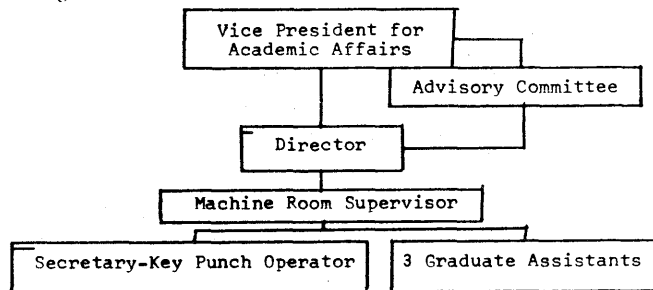 Vice President for
Academic Affairs
Advisory Committee
Director
Machine Room Supervisor
Secretary-Key Punch Operator
3 Graduate Assistants